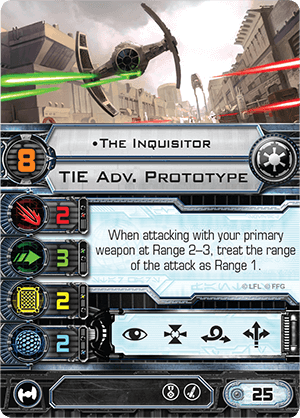 •The Inquisitor
8
TIE Adv. Prototype
2
3
2
2
When attacking with your primary
weapon at Range 2–3, treat the range
of the attack as Range 1.
©LFL ©FFG
25